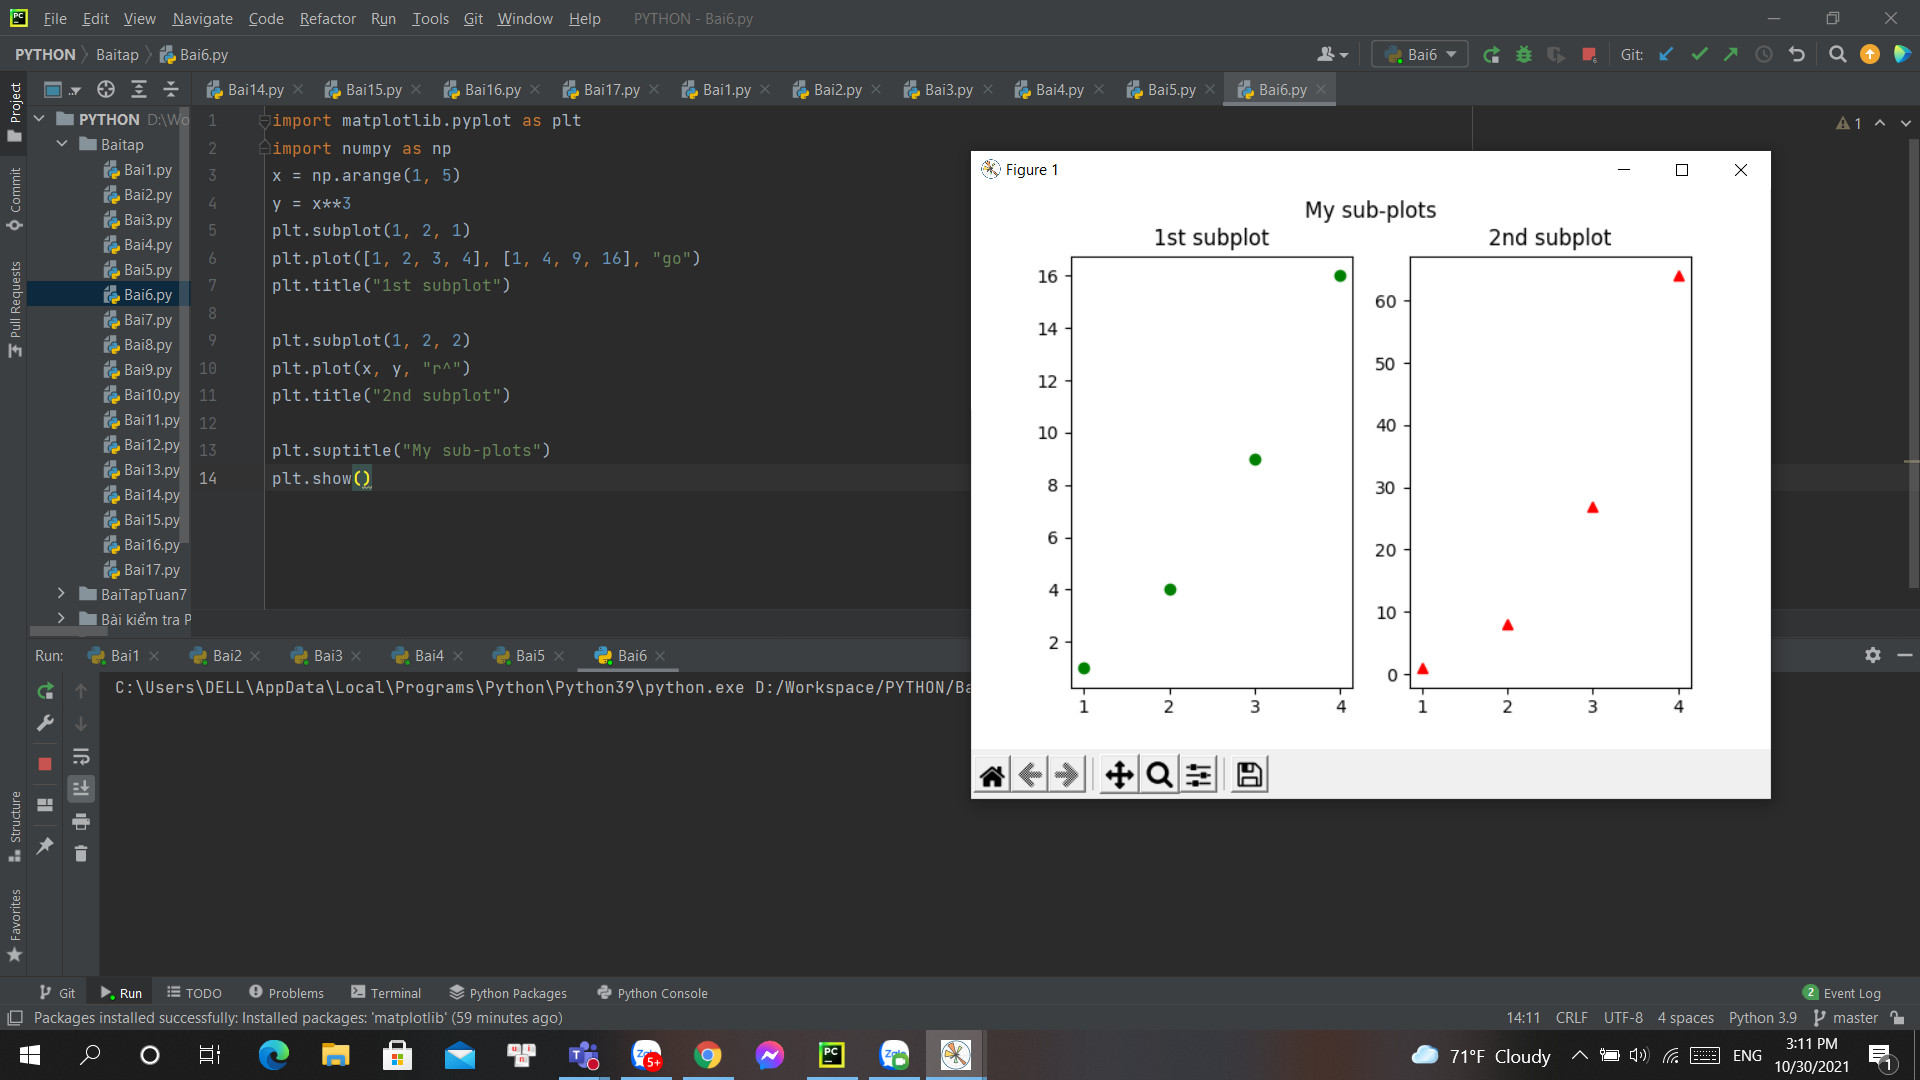 File Edit View Navigate Code Refactor Run Tools Git Window Help PYTHON - Bai6.py
PYTHON Baitap Bai6.py Bai6 Git:
Project
Bai14.py Bai15.py Bai16.py Bai17.py Bai1.py Bai2.py Bai3.py Bai4.py Bai5.py Bai6.py
PYTHON D:\Wo
Baitap
Bai1.py
Bai2.py
Bai3.py
Bai4.py
Bai5.py
Bai6.py
Bai7.py
Bai8.py
Bai9.py
Bai10.py
Bai11.py
Bai12.py
Bai13.py
Bai14.py
Bai15.py
Bai16.py
Bai17.py
BaiTapTuan7
Bài kiểm tra P
Commit
Pull Requests
Structure
Favorites
1 import matplotlib.pyplot as plt
2 import numpy as np
3 x = np.arange(1, 5)
4 y = x**3
5 plt.subplot(1, 2, 1)
6 plt.plot([1, 2, 3, 4], [1, 4, 9, 16], "go")
7 plt.title("1st subplot")
8
9 plt.subplot(1, 2, 2)
10 plt.plot(x, y, "r^")
11 plt.title("2nd subplot")
12
13 plt.suptitle("My sub-plots")
14 plt.show()
1
Figure 1
My sub-plots
1st subplot
16
14
12
10
8
6
4
2
1 2 3 4
2nd subplot
60
50
40
30
20
10
0
1 2 3 4
Run: Bai1 Bai2 Bai3 Bai4 Bai5 Bai6
C:\Users\DELL\AppData\Local\Programs\Python\Python39\python.exe D:/Workspace/PYTHON/Ba
Git Run TODO Problems Terminal Python Packages Python Console 2 Event Log
Packages installed successfully: Installed packages: 'matplotlib' (59 minutes ago) 14:11 CRLF UTF-8 4 spaces Python 3.9 master
5+
PC
71°F Cloudy ENG
3:11 PM
10/30/2021
1